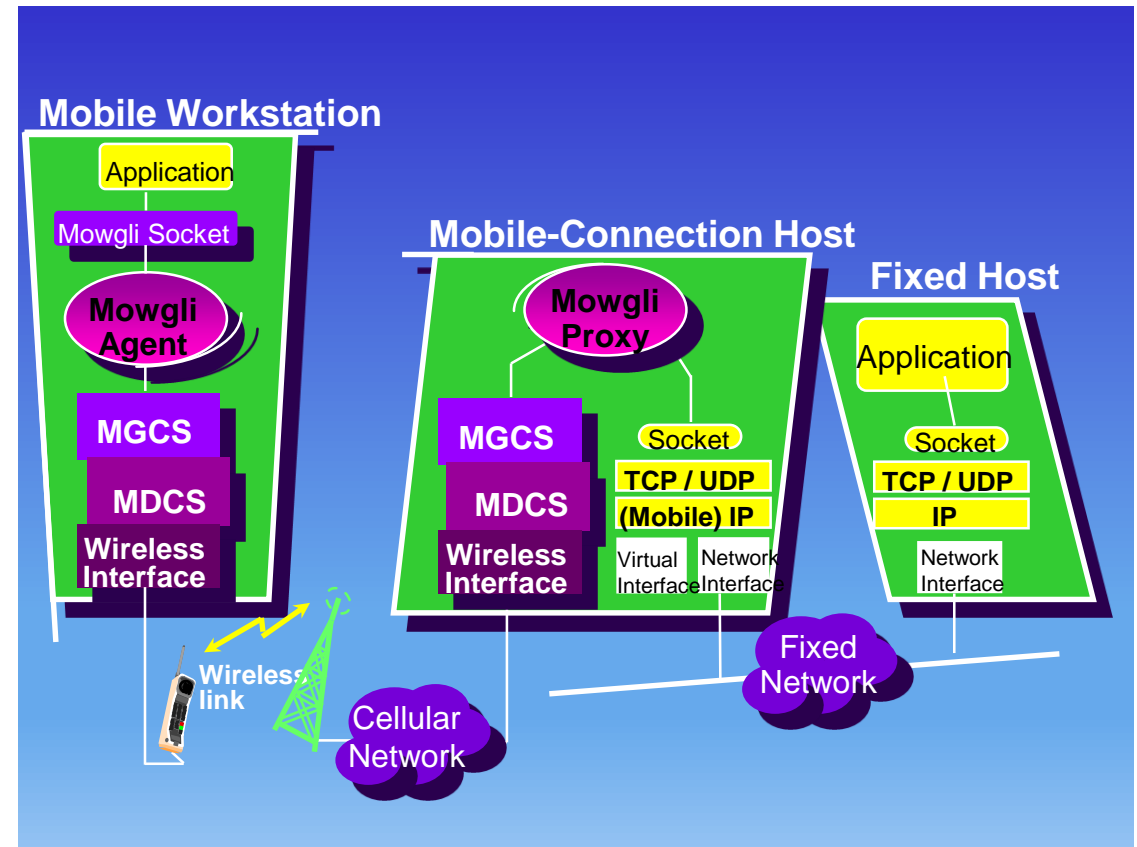 Mobile Workstation
Application
Mowgli Socket
Mowgli
Agent
MGCS
MDCS
Wireless
Interface
Wireless
link
Cellular
Network
Mobile-Connection Host
Mowgli
Proxy
MGCS
MDCS
Wireless
Interface
Socket
TCP / UDP
(Mobile) IP
Virtual
Interface
Network
Interface
Fixed
Network
Fixed Host
Application
Socket
TCP / UDP
IP
Network
Interface